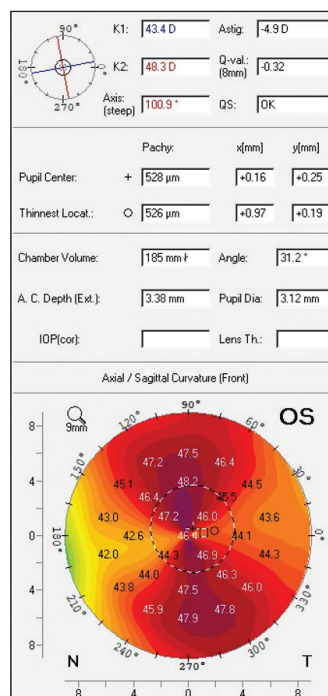 90°
180°
0°
270°
K1: 43.4 D Astig: -4.9 D
K2: 48.3 D Q-val.: (8mm) -0.32
Axis: (steep) 100.9 ° QS: OK
Pachy: x[mm] y[mm]
Pupil Center: + 528 µm +0.16 +0.25
Thinnest Locat.: O 526 µm +0.97 +0.19
Chamber Volume: 185 mm ł Angle: 31.2 °
A. C. Depth (Ext.): 3.38 mm Pupil Dia: 3.12 mm
IOP(cor): Lens Th.:
Axial / Sagittal Curvature (Front)
8 9mm 90° OS
120° 60°
47.5
47.2 46.4
150° 30°
4 45.1 48.2 44.5
46.4 45.5
43.0 47.2 46.0 43.6
0 180° 42.6 44.1 0°
42.0 44.3 46.9 44.3
44.0 46.3
43.8 47.5 46.0
4 210° 330°
45.9 47.8
47.9
240° 300°
8 N 270° T
8 4 0 4 8